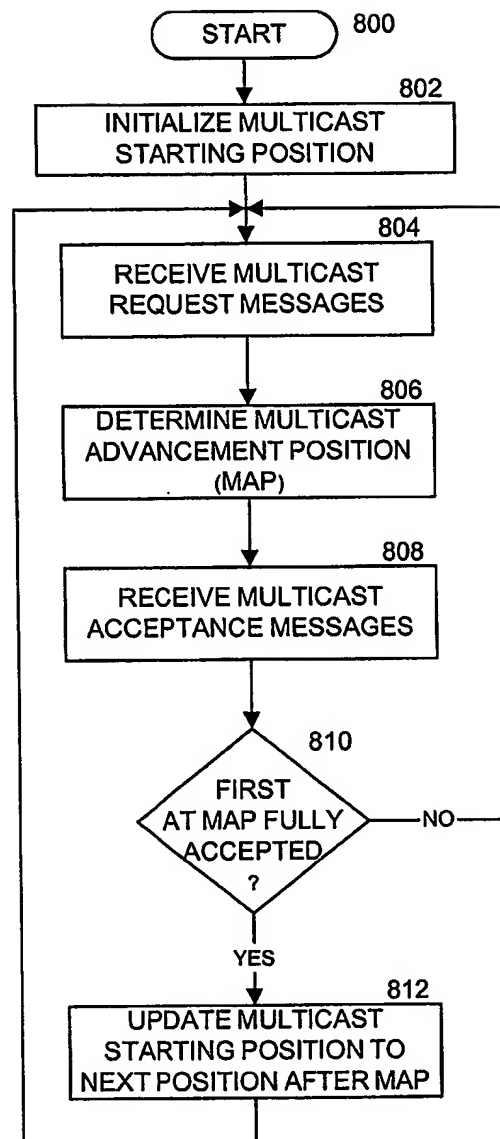 START
800
802
INITIALIZE MULTICAST
STARTING POSITION
804
RECEIVE MULTICAST
REQUEST MESSAGES
806
DETERMINE MULTICAST
ADVANCEMENT POSITION
(MAP)
808
RECEIVE MULTICAST
ACCEPTANCE MESSAGES
810
FIRST
AT MAP FULLY
ACCEPTED
?
NO
YES
812
UPDATE MULTICAST
STARTING POSITION TO
NEXT POSITION AFTER MAP